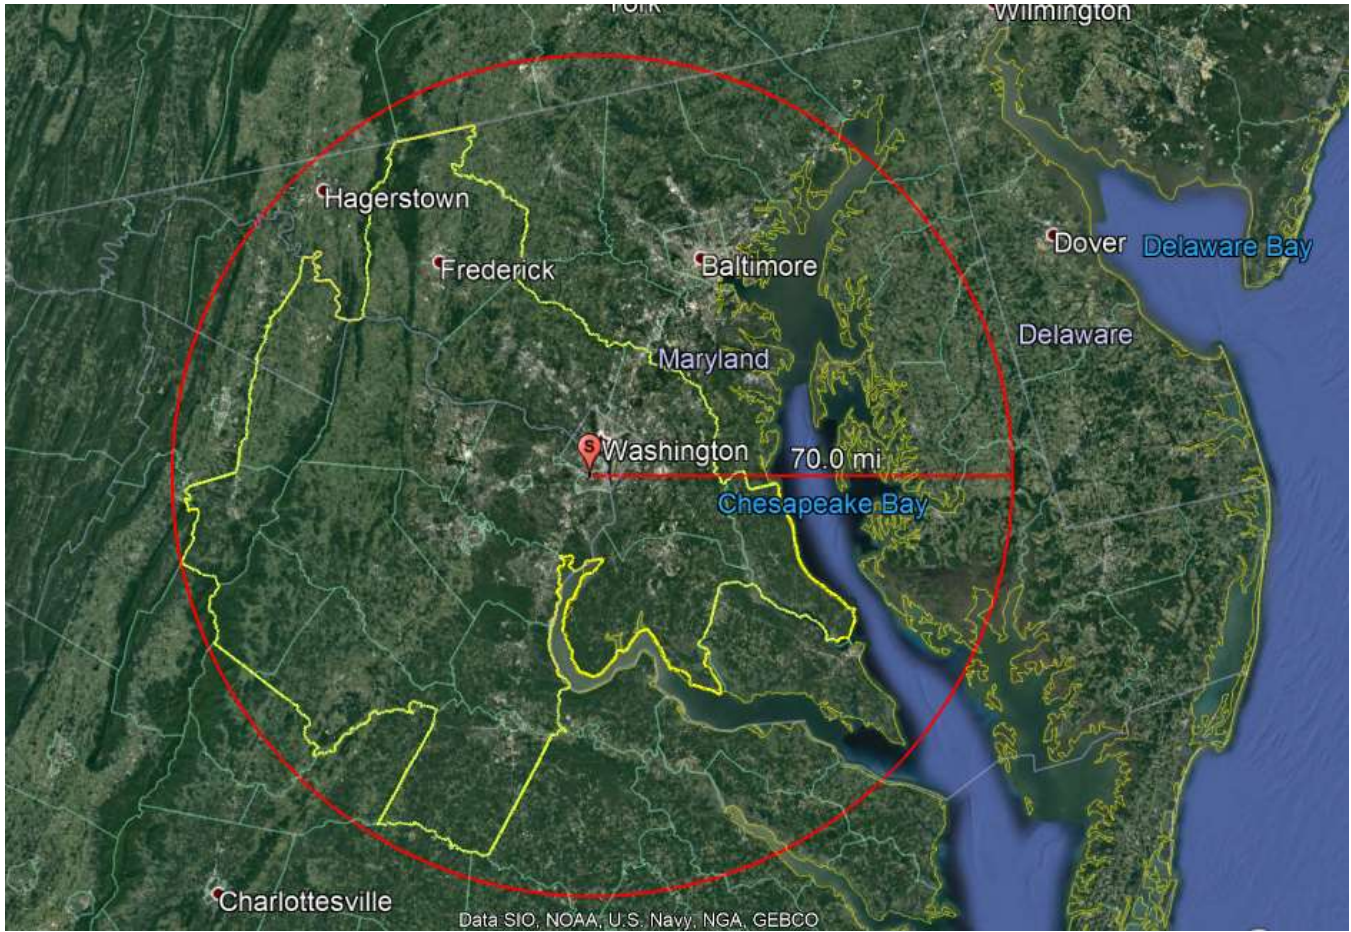 York
Wilmington
Hagerstown
Frederick
Baltimore
Dover
Delaware Bay
Delaware
Maryland
S
Washington
70.0 mi
Chesapeake Bay
Charlottesville
Data SIO, NOAA, U.S. Navy, NGA, GEBCO